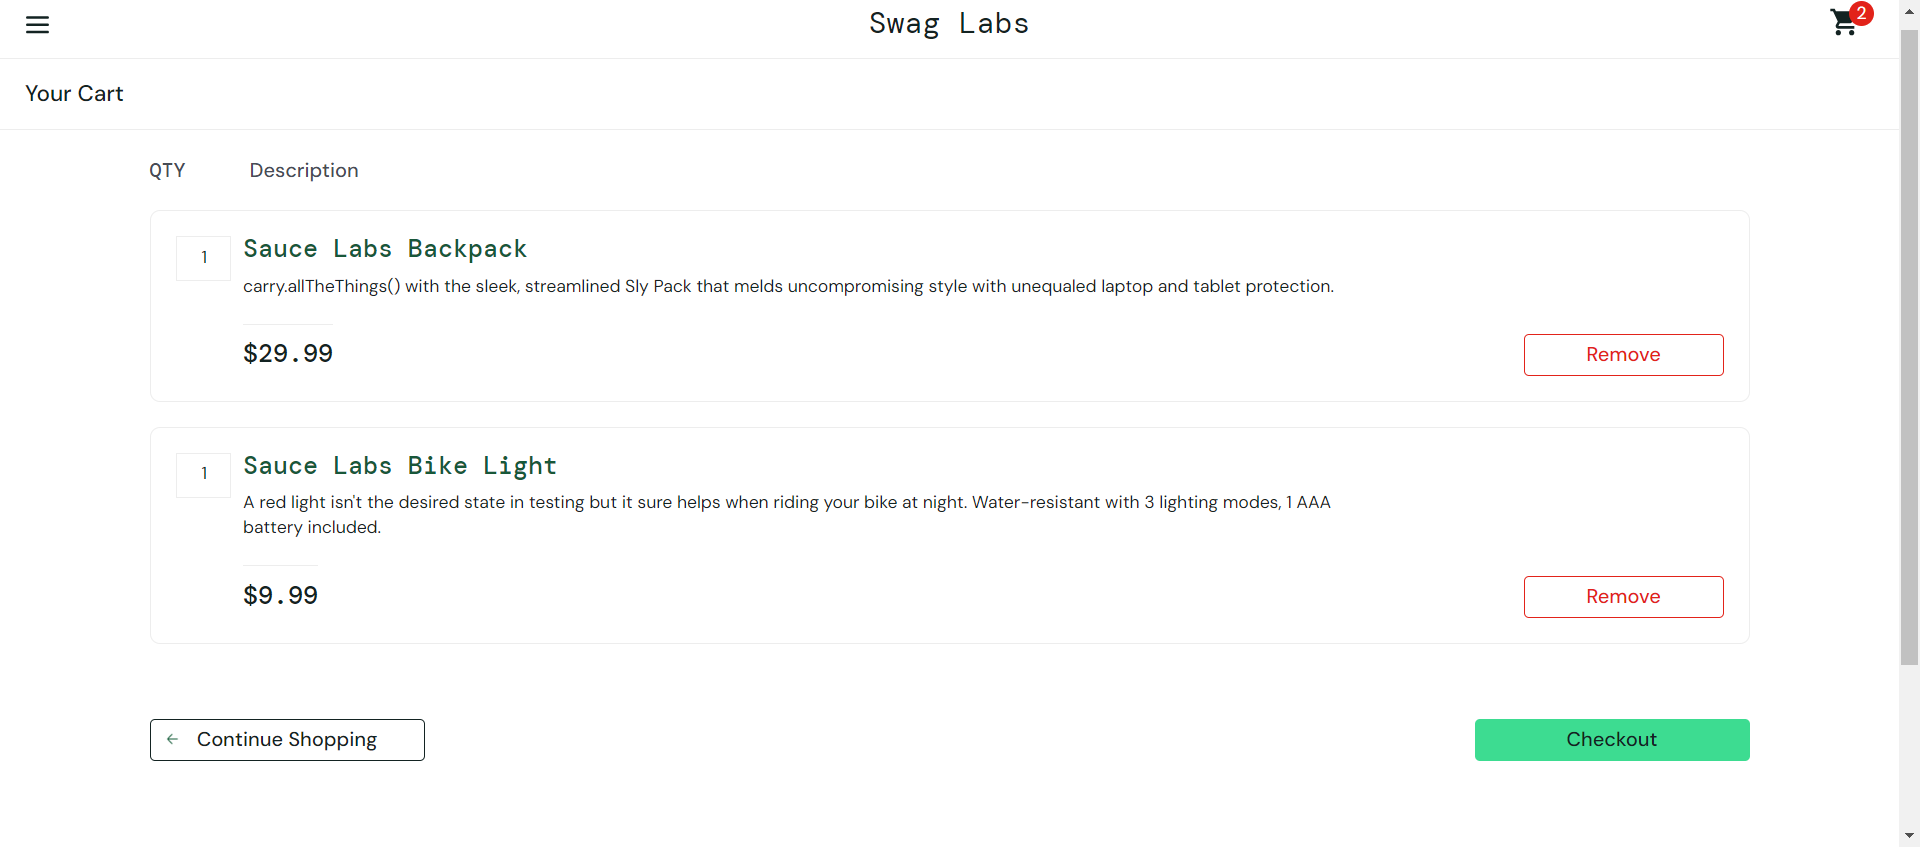 Swag Labs
2
Your Cart
QTY Description
1
Sauce Labs Backpack
carry.allTheThings() with the sleek, streamlined Sly Pack that melds uncompromising style with unequaled laptop and tablet protection.
$29.99
Remove
1
Sauce Labs Bike Light
A red light isn't the desired state in testing but it sure helps when riding your bike at night. Water-resistant with 3 lighting modes, 1 AAA
battery included.
$9.99
Remove
Continue Shopping
Checkout